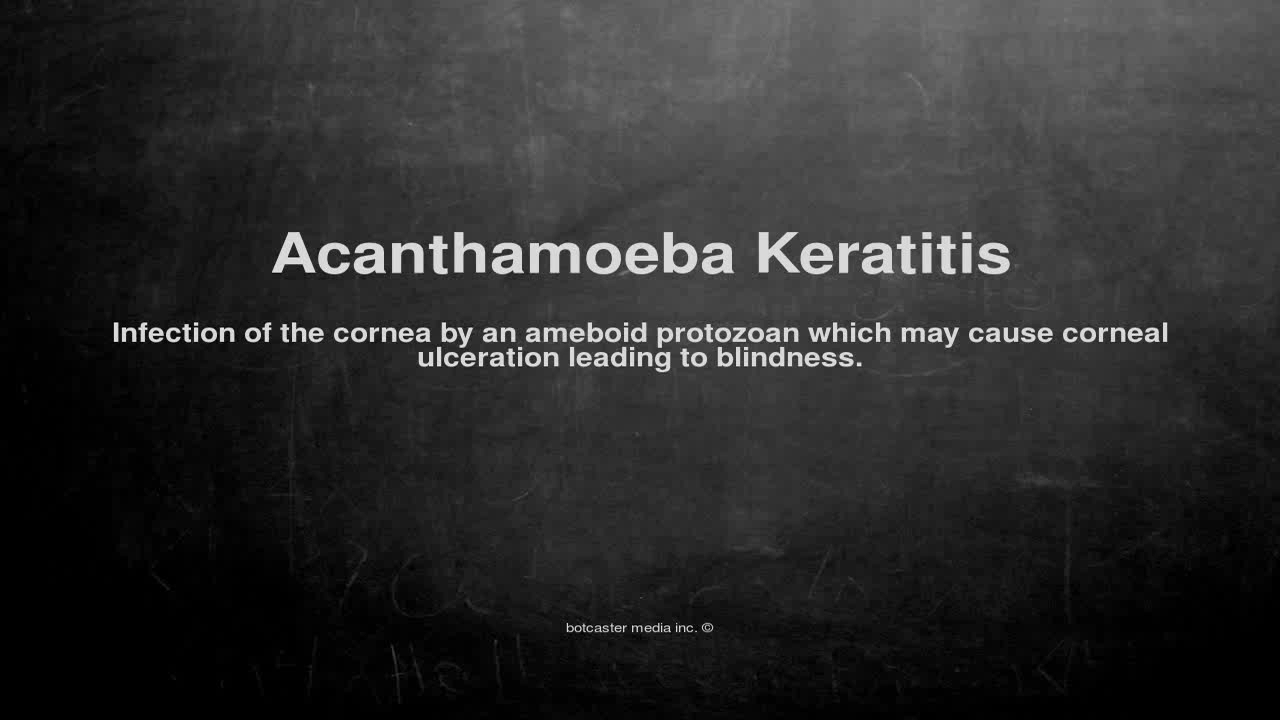 Acanthamoeba Keratitis
Infection of the cornea by an ameboid protozoan which may cause corneal
ulceration leading to blindness.
botcaster media inc. ©